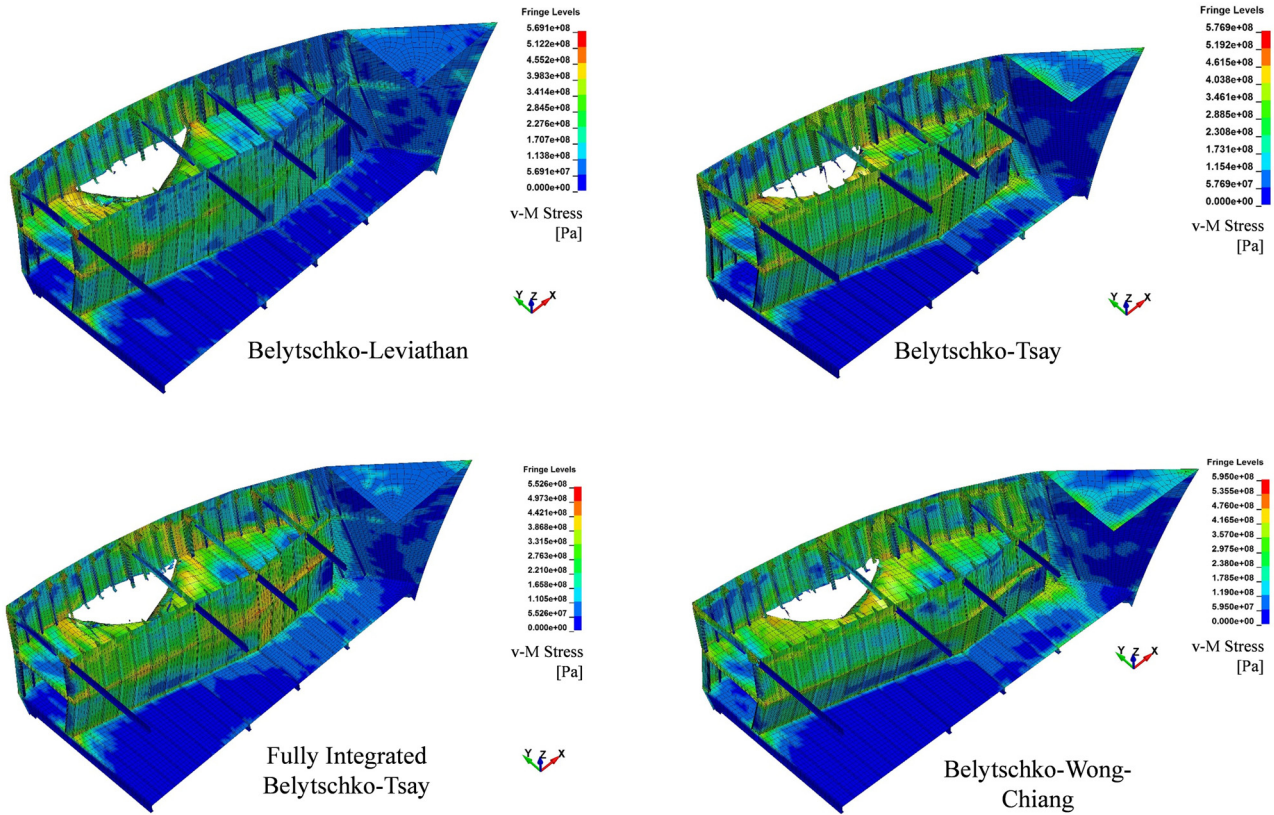 Fringe Levels
5.691e+08
5.122e+08
4.552e+08
3.983e+08
3.414e+08
2.845e+08
2.276e+08
1.707e+08
1.138e+08
5.691e+07
0.000e+00
v-M Stress
[Pa]
Y Z X
Belytschko-Leviathan
Fringe Levels
5.769e+08
5.192e+08
4.615e+08
4.038e+08
3.461e+08
2.885e+08
2.308e+08
1.731e+08
1.154e+08
5.769e+07
0.000e+00
v-M Stress
[Pa]
Y Z X
Belytschko-Tsay
Fringe Levels
5.526e+08
4.973e+08
4.421e+08
3.868e+08
3.315e+08
2.763e+08
2.210e+08
1.658e+08
1.105e+08
5.526e+07
0.000e+00
v-M Stress
[Pa]
Y Z X
Fully Integrated
Belytschko-Tsay
Fringe Levels
5.950e+08
5.355e+08
4.760e+08
4.165e+08
3.570e+08
2.975e+08
2.380e+08
1.785e+08
1.190e+08
5.950e+07
0.000e+00
v-M Stress
[Pa]
Y Z X
Belytschko-Wong-
Chiang